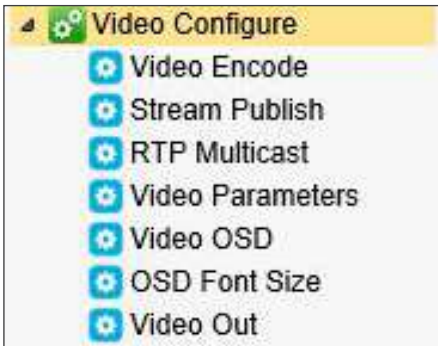 Video Configure
Video Encode
Stream Publish
RTP Multicast
Video Parameters
Video OSD
OSD Font Size
Video Out